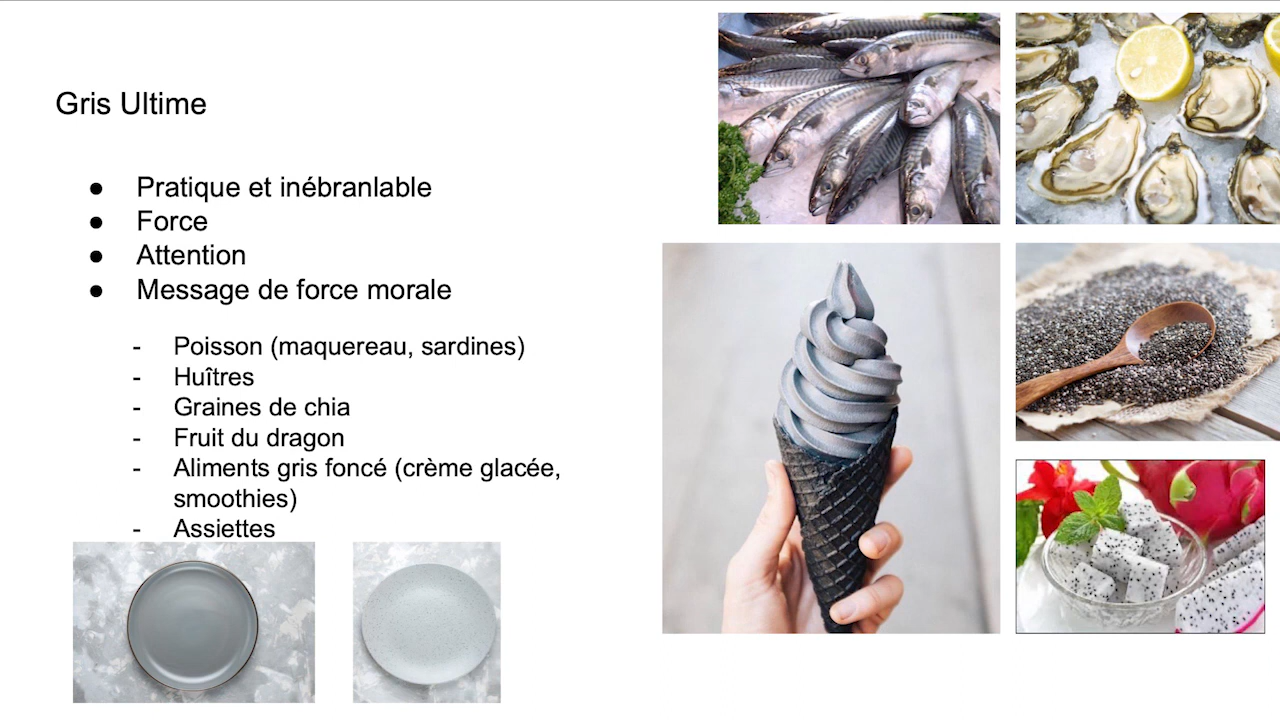 Gris Ultime
● Pratique et inébranlable
● Force
● Attention
● Message de force morale
- Poisson (maquereau, sardines)
- Huîtres
- Graines de chia
- Fruit du dragon
- Aliments gris foncé (crème glacée,
smoothies)
- Assiettes